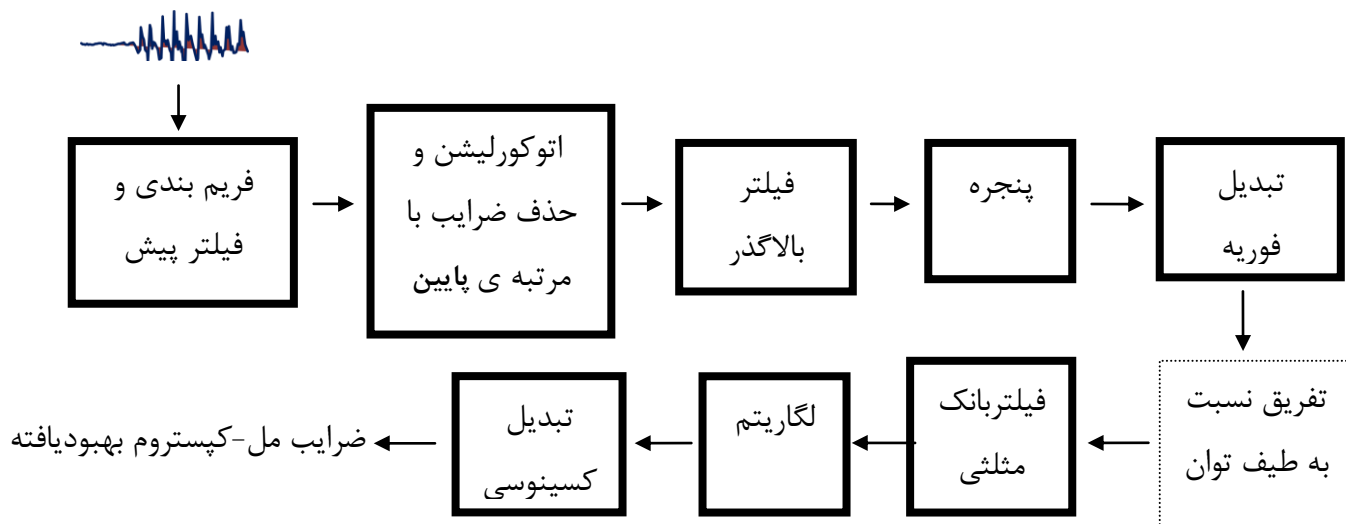 فریم بندی و
فیلتر پیش
اتوکورلیشن و
حذف ضرایب با
مرتبه ی پایین
فیلتر
بالاگذر
پنجره
تبدیل
فوریه
تفریق نسبت
به طیف توان
فیلتربانک
مثلثی
لگاریتم
تبدیل
کسینوسی
ضرایب مل-کپستروم بهبودیافته